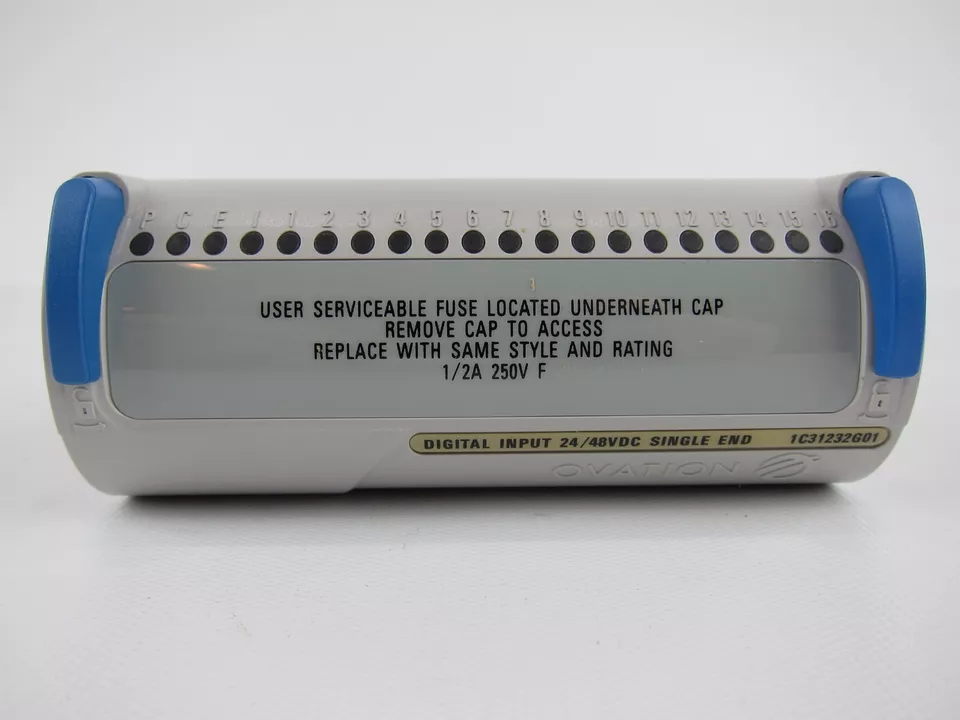 P C E I 1 2 3 4 5 6 7 8 9 10 11 12 13 14 15 16
USER SERVICEABLE FUSE LOCATED UNDERNEATH CAP
REMOVE CAP TO ACCESS
REPLACE WITH SAME STYLE AND RATING
1/2A 250V F
DIGITAL INPUT 24/48VDC SINGLE END 1C31232G01
OVATION